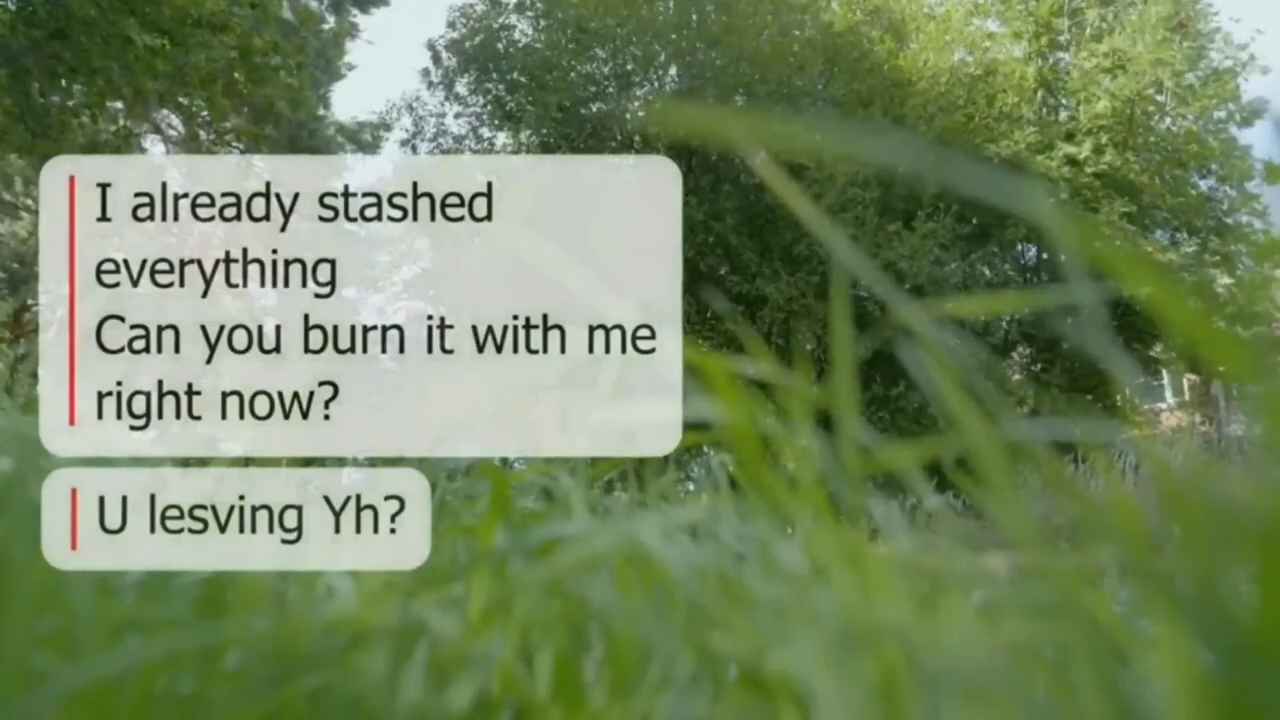 I already stashed
everything
Can you burn it with me
right now?
U lesving Yh?